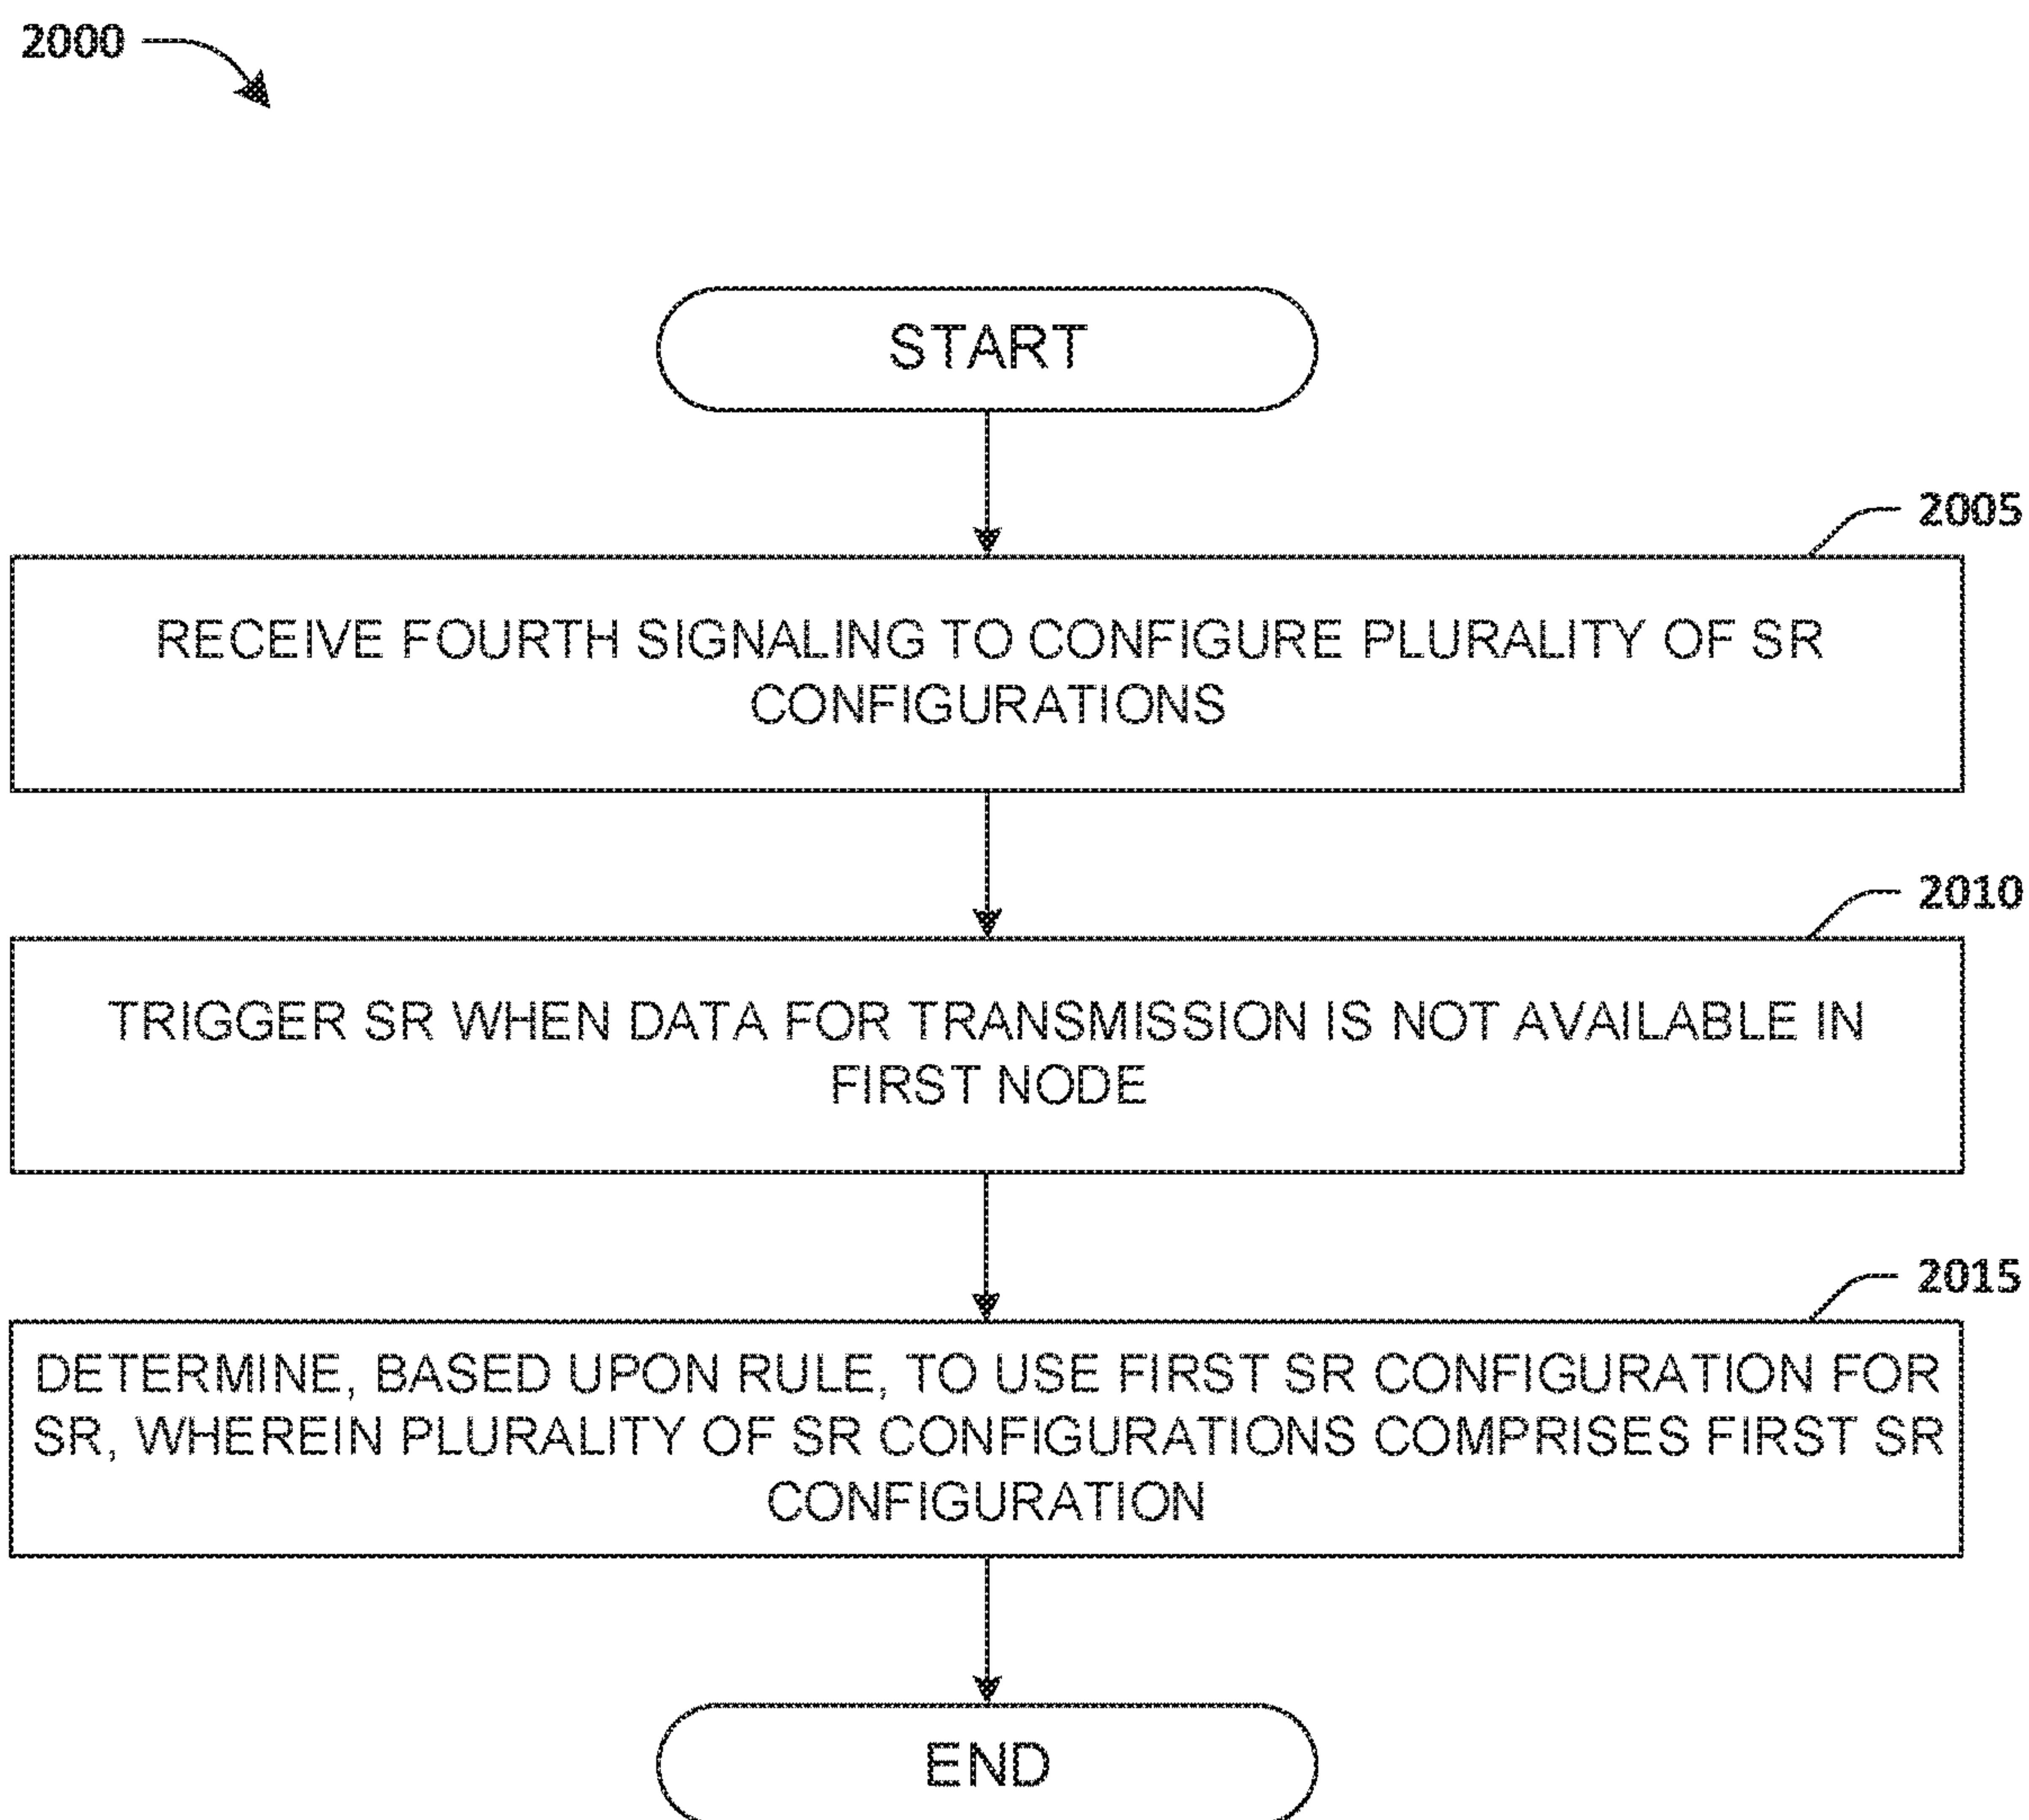 2000
START
2005
RECEIVE FOURTH SIGNALING TO CONFIGURE PLURALITY OF SR
CONFIGURATIONS
2010
TRIGGER SR WHEN DATA FOR TRANSMISSION IS NOT AVAILABLE IN
FIRST NODE
2015
DETERMINE, BASED UPON RULE, TO USE FIRST SR CONFIGURATION FOR
SR, WHEREIN PLURALITY OF SR CONFIGURATIONS COMPRISES FIRST SR
CONFIGURATION
END